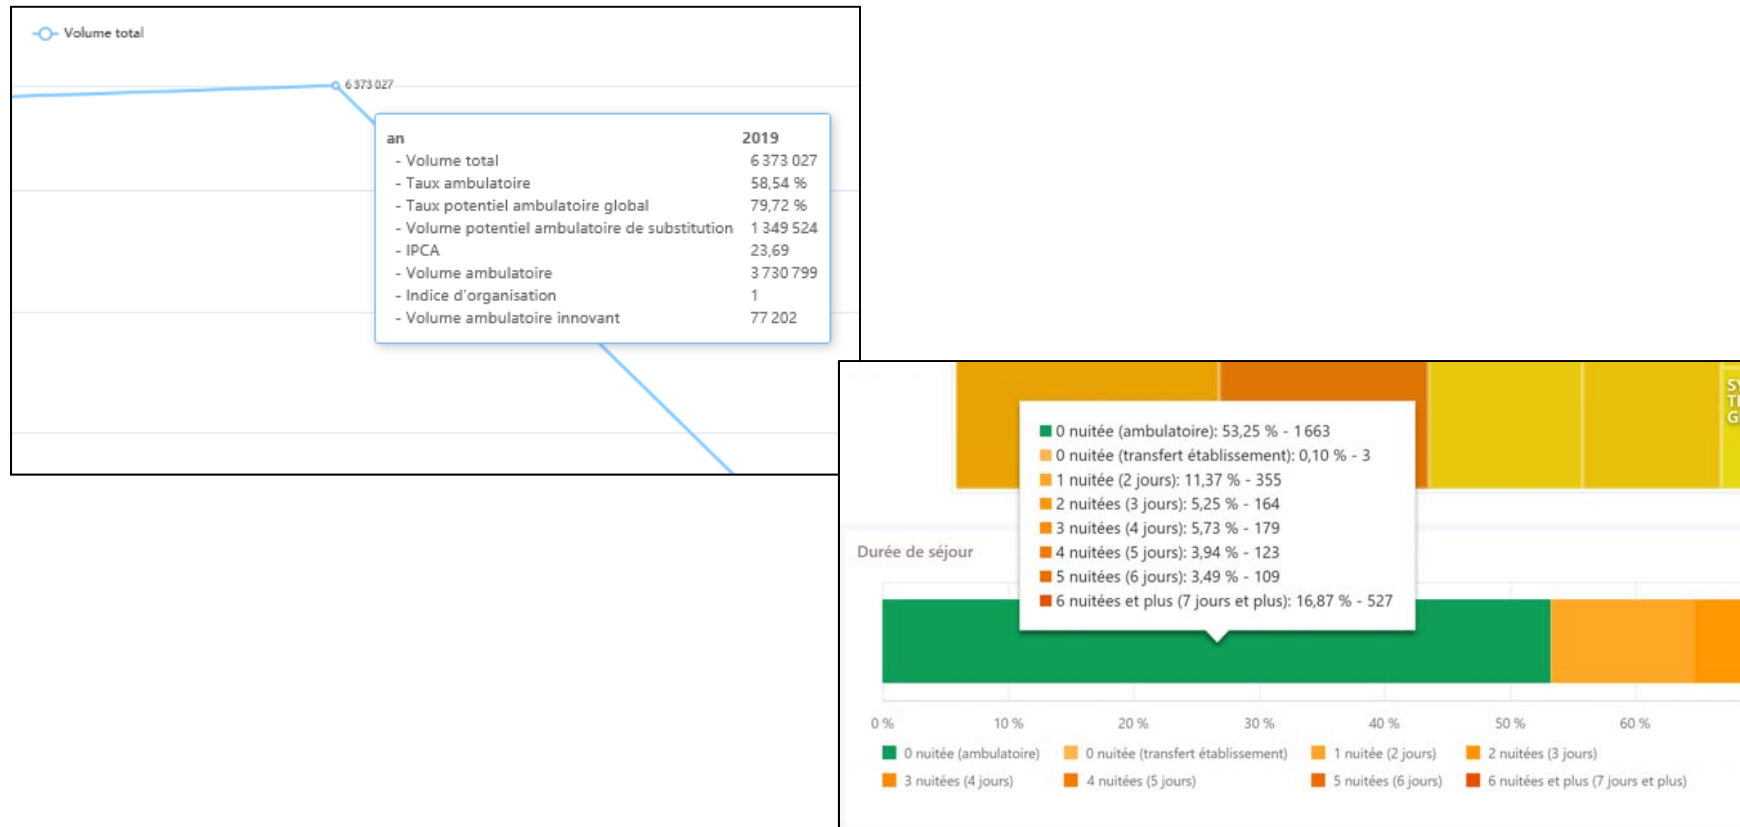 Volume total
6 373 027
an 2019
- Volume total 6 373 027
- Taux ambulatoire 58,54 %
- Taux potentiel ambulatoire global 79,72 %
- Volume potentiel ambulatoire de substitution 1 349 524
- IPCA 23,69
- Volume ambulatoire 3 730 799
- Indice d'organisation 1
- Volume ambulatoire innovant 77 202
0 nuitée (ambulatoire): 53,25 % - 1 663
0 nuitée (transfert établissement): 0,10 % - 3
1 nuitée (2 jours): 11,37 % - 355
2 nuitées (3 jours): 5,25 % - 164
3 nuitées (4 jours): 5,73 % - 179
4 nuitées (5 jours): 3,94 % - 123
5 nuitées (6 jours): 3,49 % - 109
6 nuitées et plus (7 jours et plus): 16,87 % - 527
Durée de séjour
0 % 10 % 20 % 30 % 40 % 50 % 60 %
0 nuitée (ambulatoire) 0 nuitée (transfert établissement) 1 nuitée (2 jours) 2 nuitées (3 jours)
3 nuitées (4 jours) 4 nuitées (5 jours) 5 nuitées (6 jours) 6 nuitées et plus (7 jours et plus)